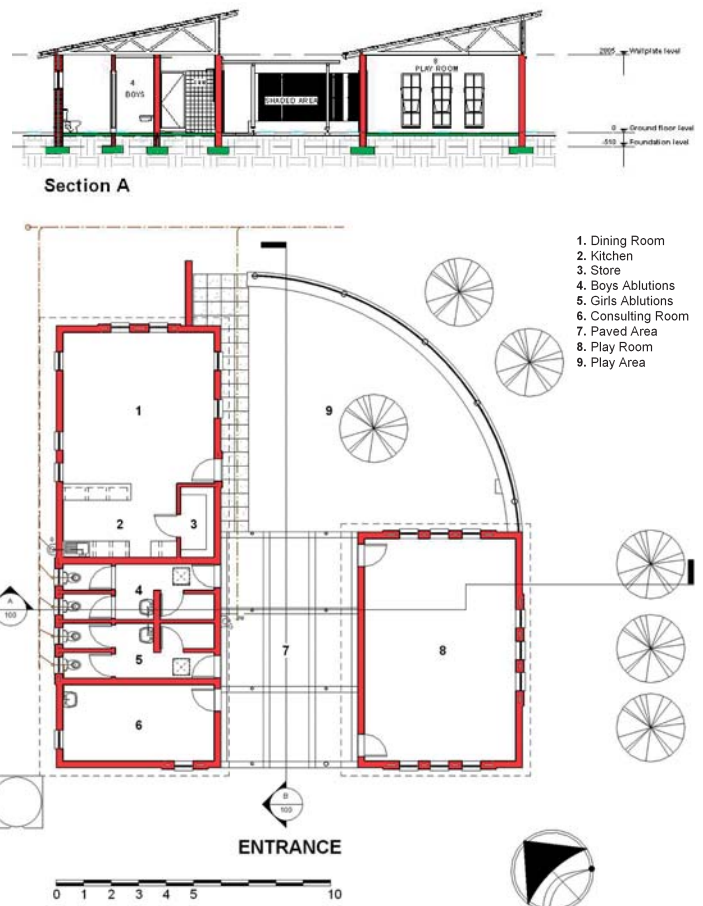 2605 Wallplate level
8
PLAY ROOM
4
BOYS
SHADED AREA
0 Ground floor level
-510 Foundation level
Section A
1. Dining Room
2. Kitchen
3. Store
4. Boys Ablutions
5. Girls Ablutions
6. Consulting Room
7. Paved Area
8. Play Room
9. Play Area
1
9
2
3
4
A
100
5
7
8
6
B
100
ENTRANCE
0 1 2 3 4 5 10